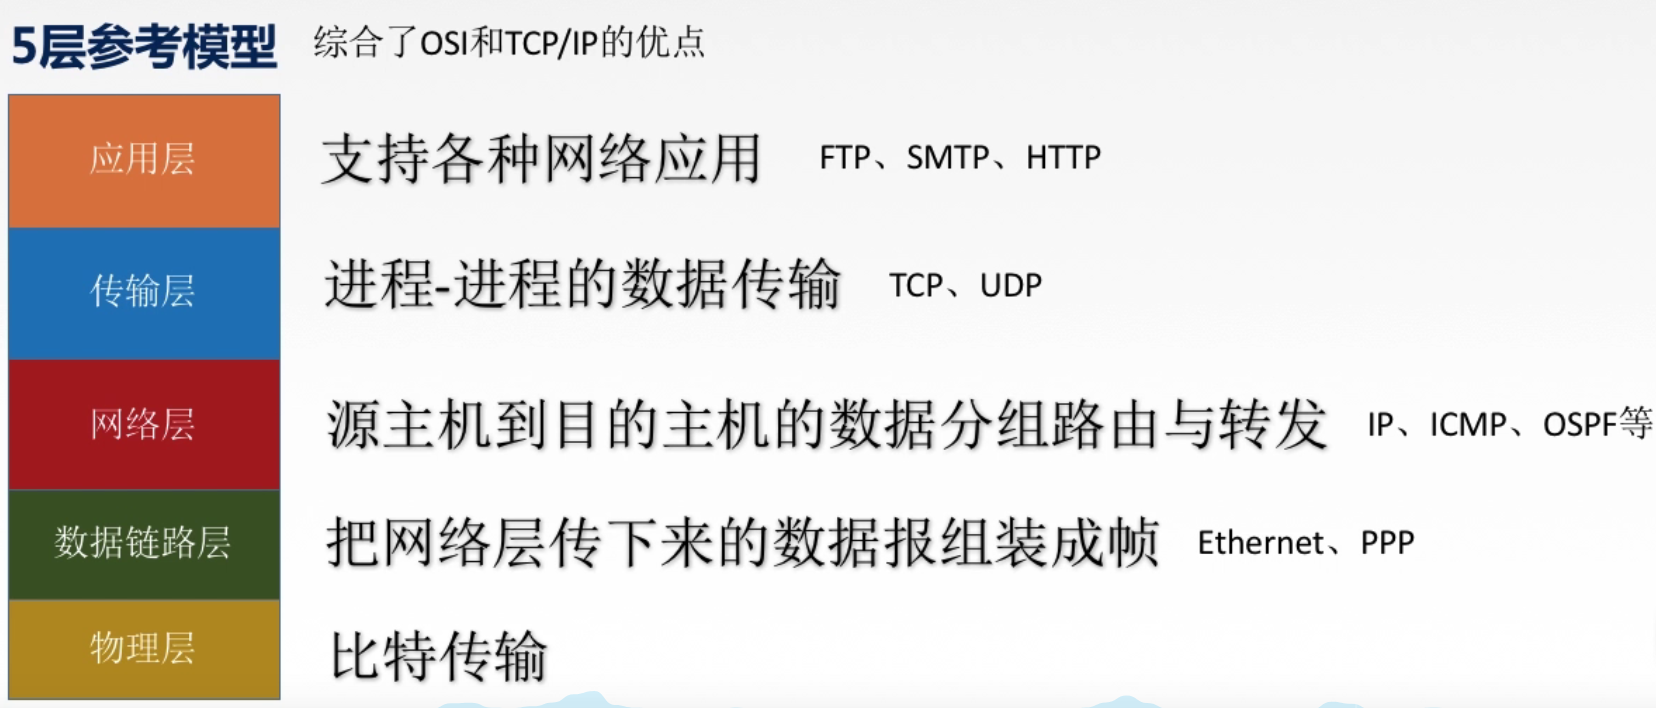 5层参考模型 综合了OSI和TCP/IP的优点
应用层 支持各种网络应用 FTP、SMTP、HTTP
传输层 进程-进程的数据传输 TCP、UDP
网络层 源主机到目的主机的数据分组路由与转发 IP、ICMP、OSPF等
数据链路层 把网络层传下来的数据报组装成帧 Ethernet、PPP
物理层 比特传输